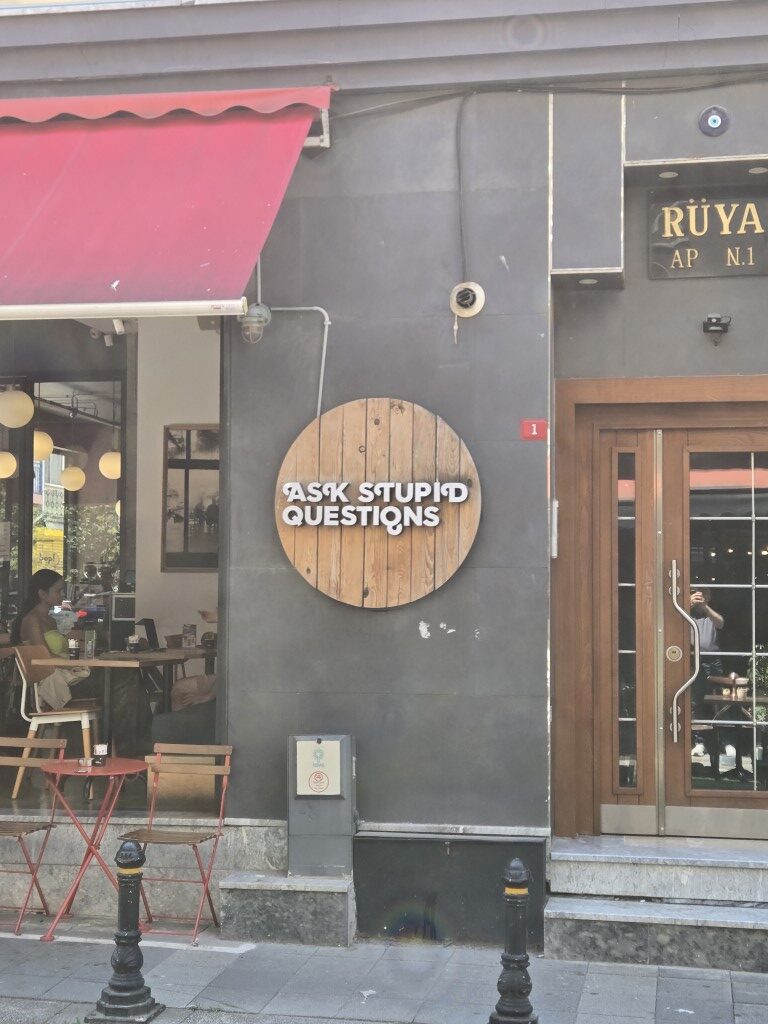 ASK STUPID
QUESTIONS
RÜYA
AP N.1
1